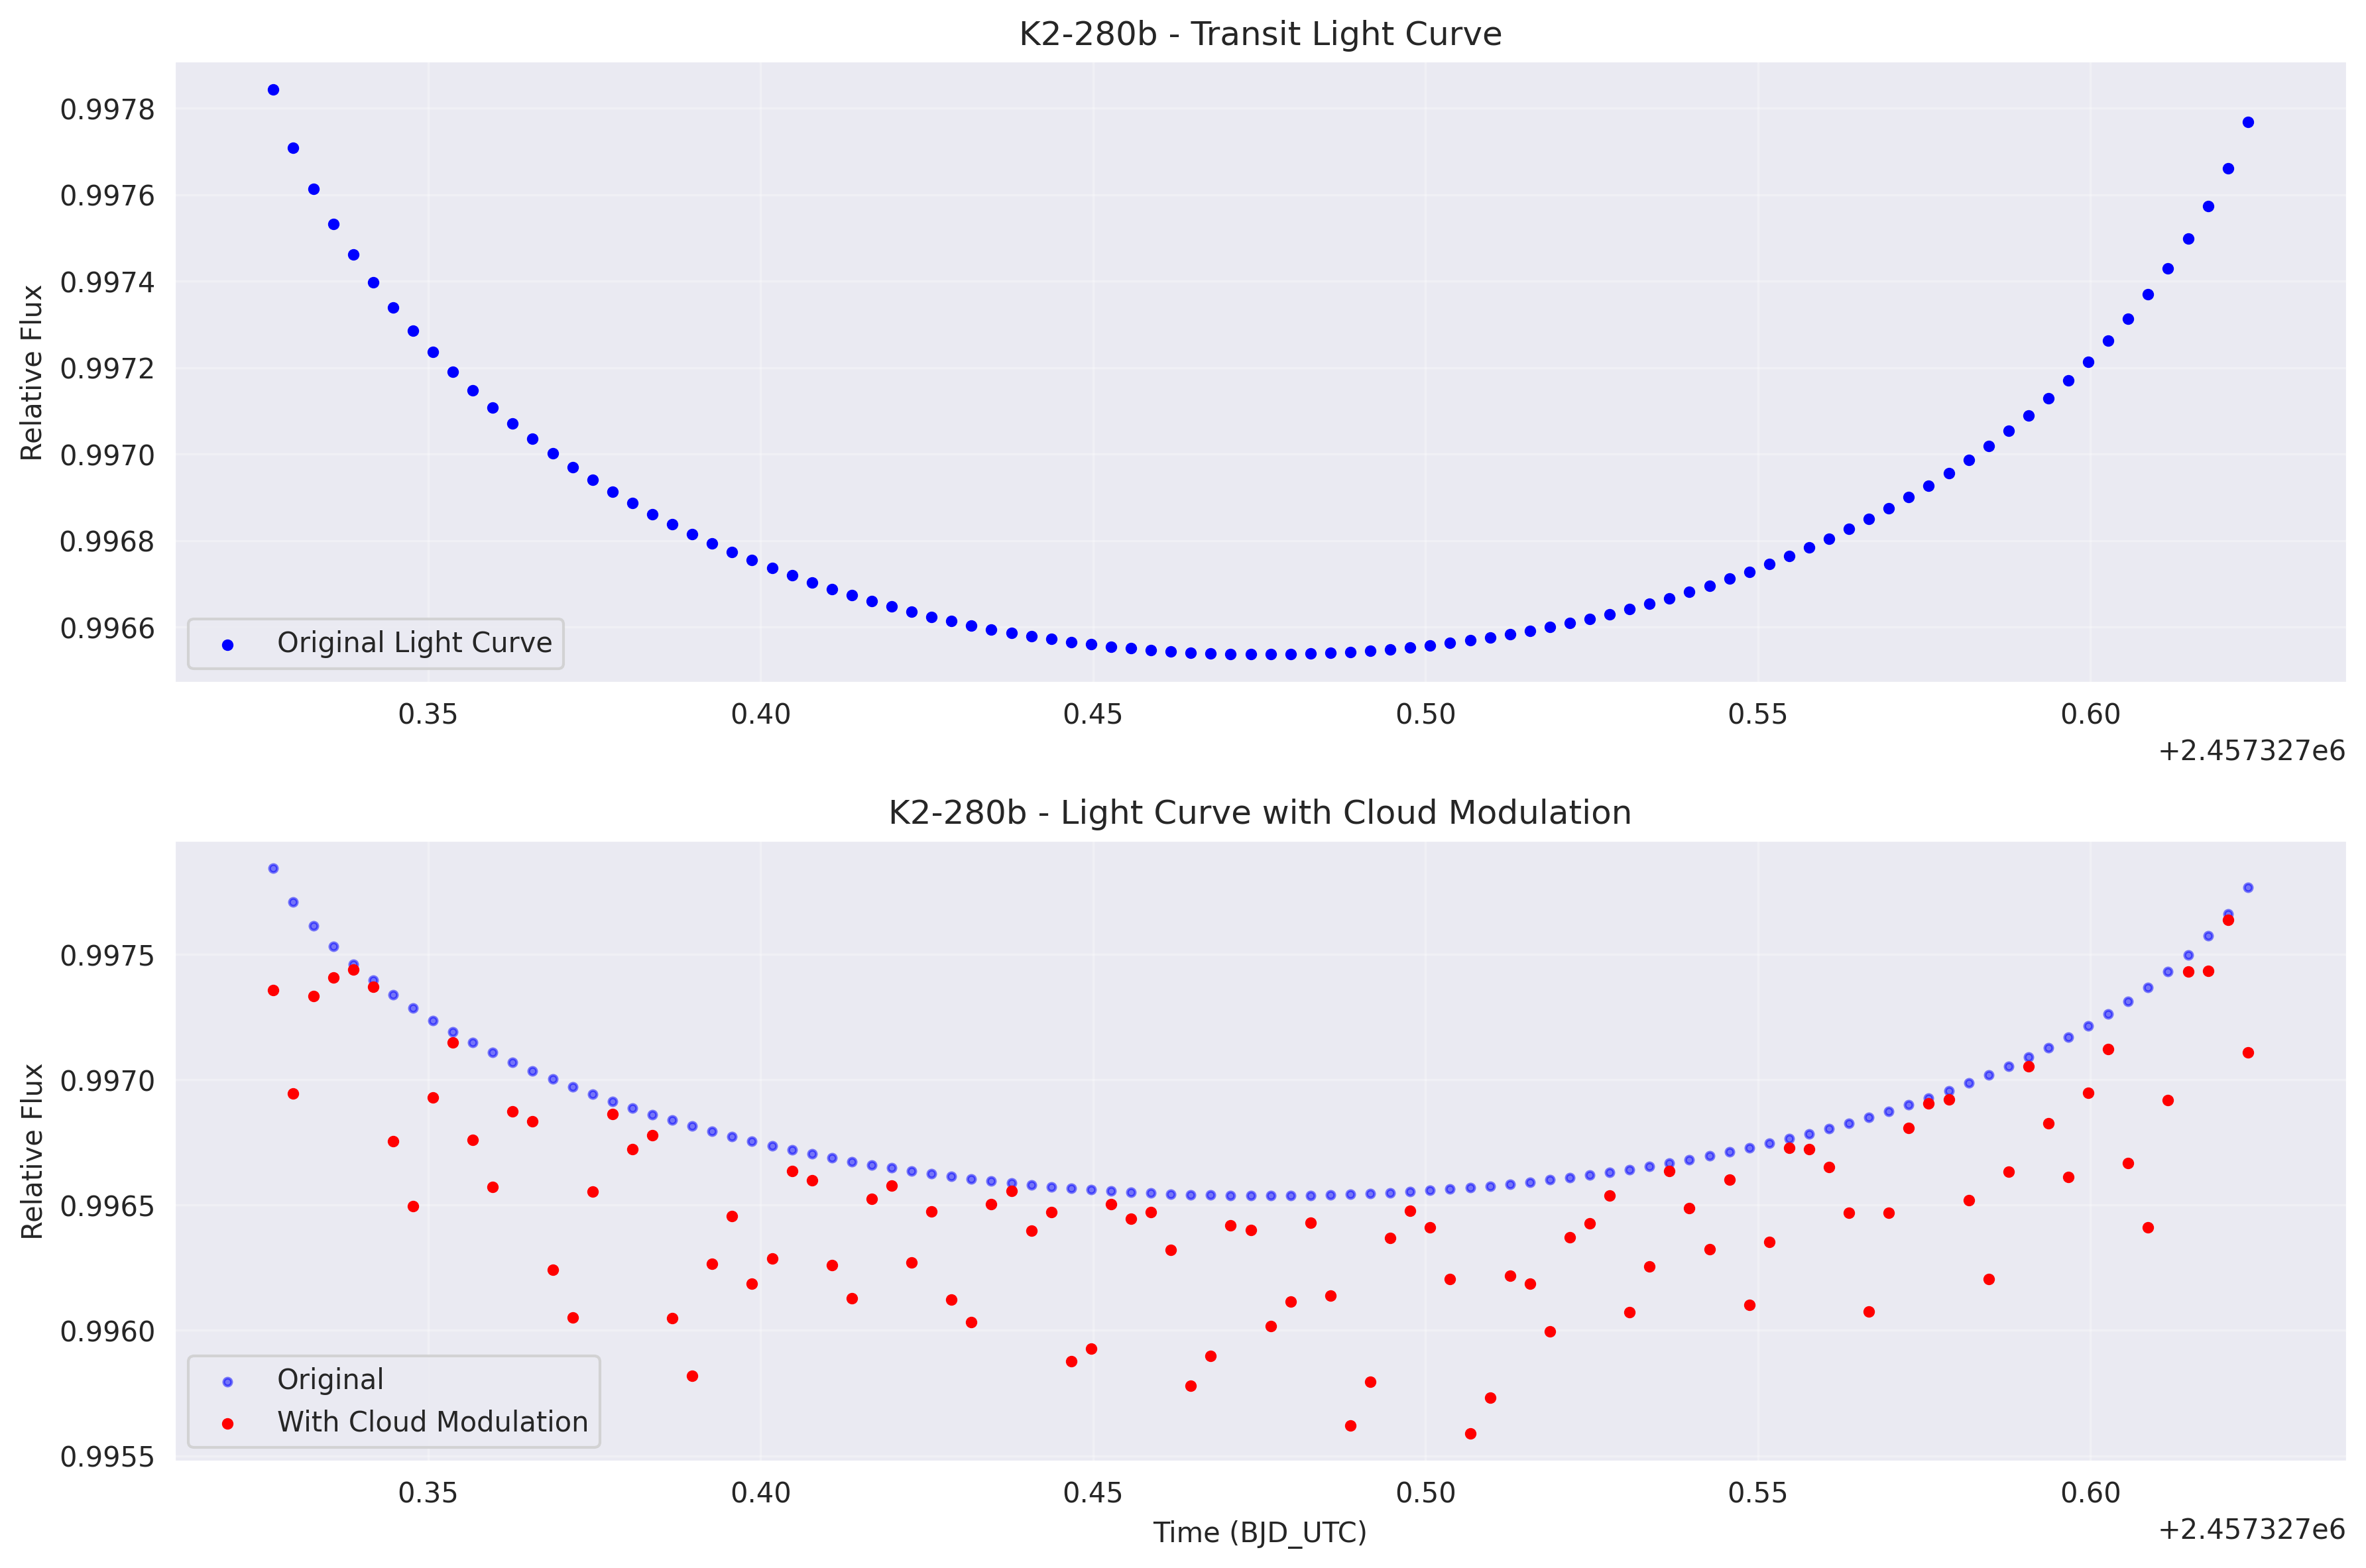 K2-280b - Transit Light Curve
Relative Flux
0.9978
0.9976
0.9974
0.9972
0.9970
0.9968
0.9966
Original Light Curve
0.35 0.40 0.45 0.50 0.55 0.60
+2.457327e6
K2-280b - Light Curve with Cloud Modulation
Relative Flux
0.9975
0.9970
0.9965
0.9960
0.9955
Original
With Cloud Modulation
0.35 0.40 0.45 0.50 0.55 0.60
Time (BJD_UTC)
+2.457327e6